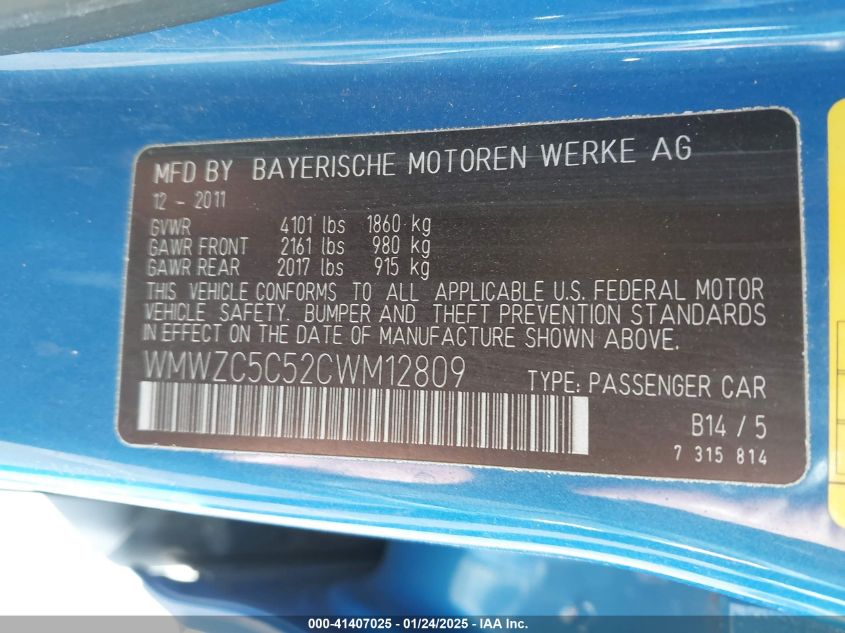 MFD BY BAYERISCHE MOTOREN WERKE AG
12 - 2011
GVWR 4101 lbs 1860 kg
GAWR FRONT 2161 lbs 980 kg
GAWR REAR 2017 lbs 915 kg
THIS VEHICLE CONFORMS TO ALL APPLICABLE U.S. FEDERAL MOTOR
VEHICLE SAFETY, BUMPER AND THEFT PREVENTION STANDARDS
IN EFFECT ON THE DATE OF MANUFACTURE SHOWN ABOVE.
WMWZC5C52CWM12809 TYPE: PASSENGER CAR
B14 / 5
7 315 814
000-41407025 - 01/24/2025 - IAA Inc.